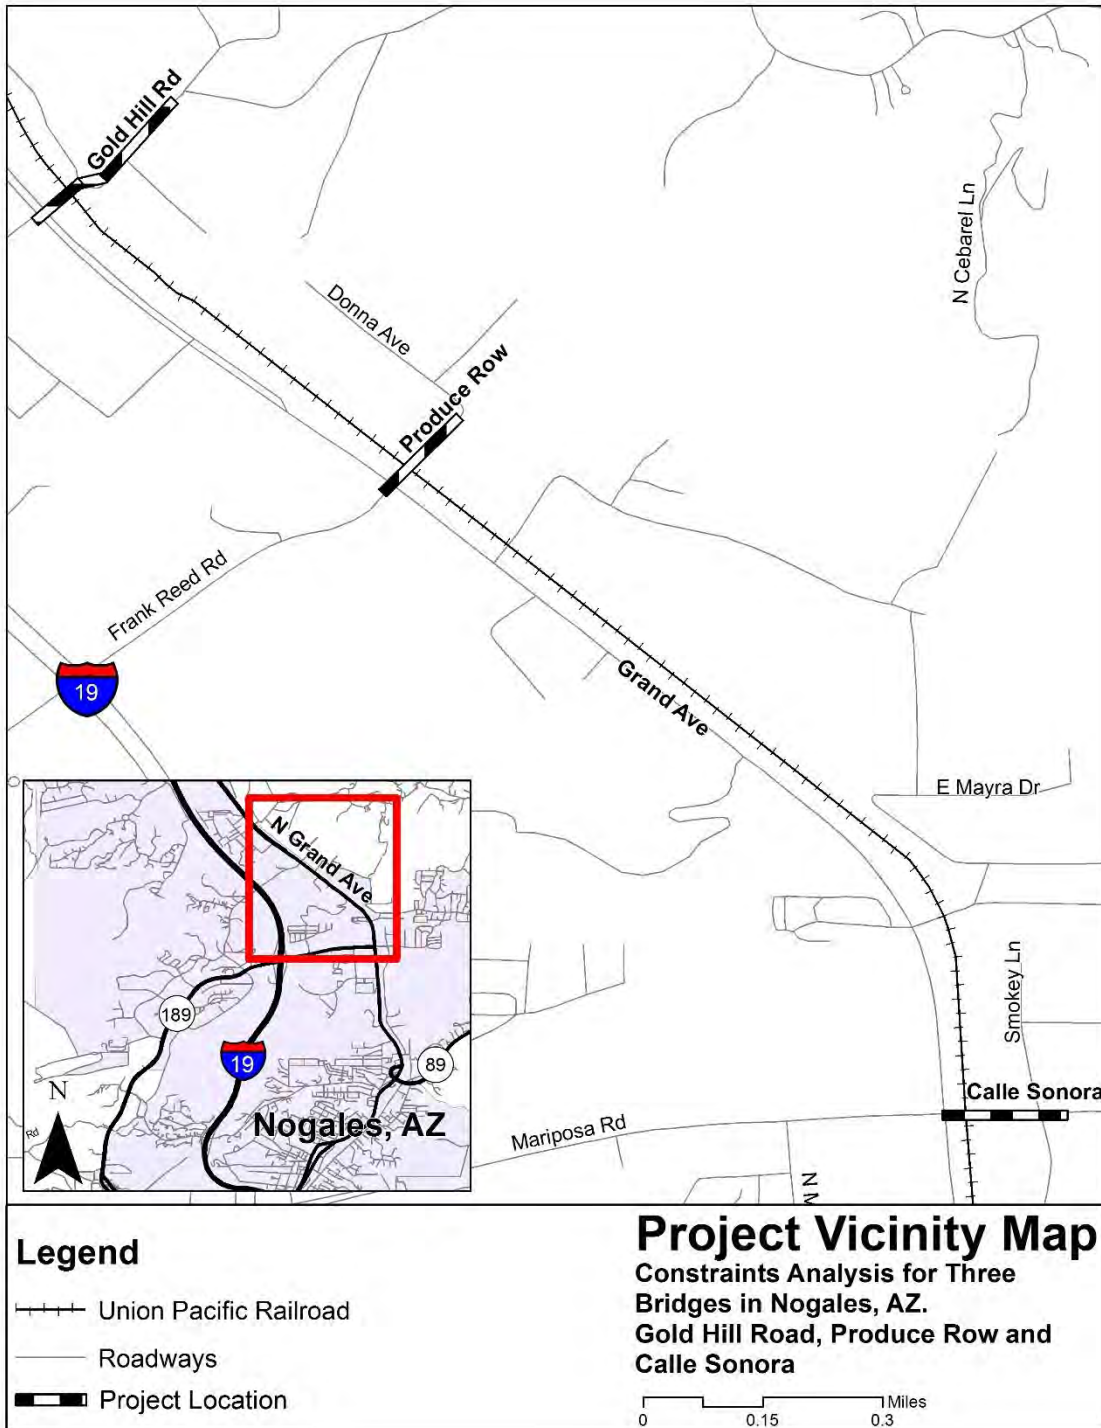 Gold Hill Rd
N Cebarel Ln
Donna Ave
Produce Row
Frank Reed Rd
19
Grand Ave
E Mayra Dr
N Grand Ave
189
19
89
Smokey Ln
N
Nogales, AZ
Rd
Calle Sonora
Mariposa Rd
N M
Legend
Union Pacific Railroad
Roadways
Project Location
Project Vicinity Map
Constraints Analysis for Three
Bridges in Nogales, AZ.
Gold Hill Road, Produce Row and
Calle Sonora
Miles
0 0.15 0.3